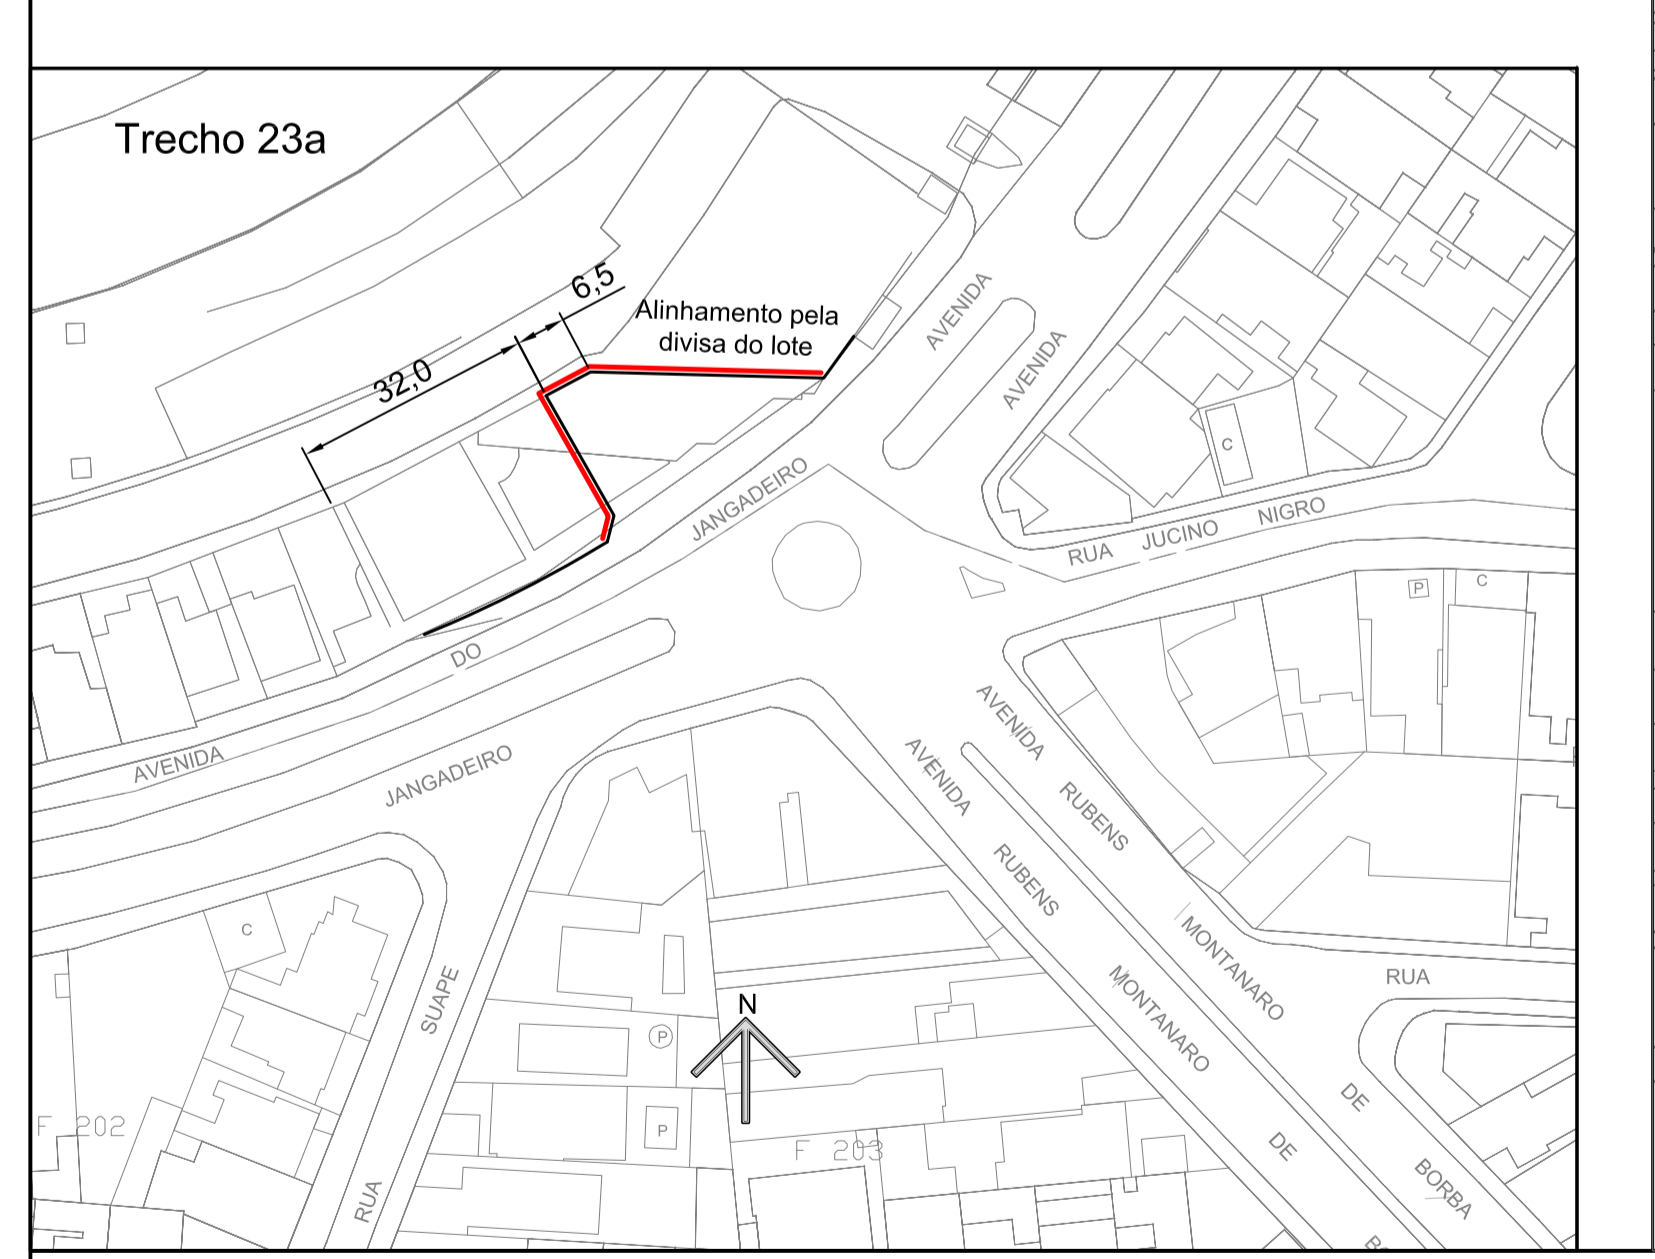 Trecho 23a
6,5
32,0
Alinhamento pela
divisa do lote
AVENIDA
AVENIDA
JANGADEIRO
C
RUA JUCINO NIGRO
P
C
DO
AVENIDA
JANGADEIRO
AVENIDA
AVENIDA
RUBENS
RUBENS
C
SUAPE
MONTANARO
MONTANARO
RUA
N
P
P
DE
DE
F 202
F 203
RUA
BORBA